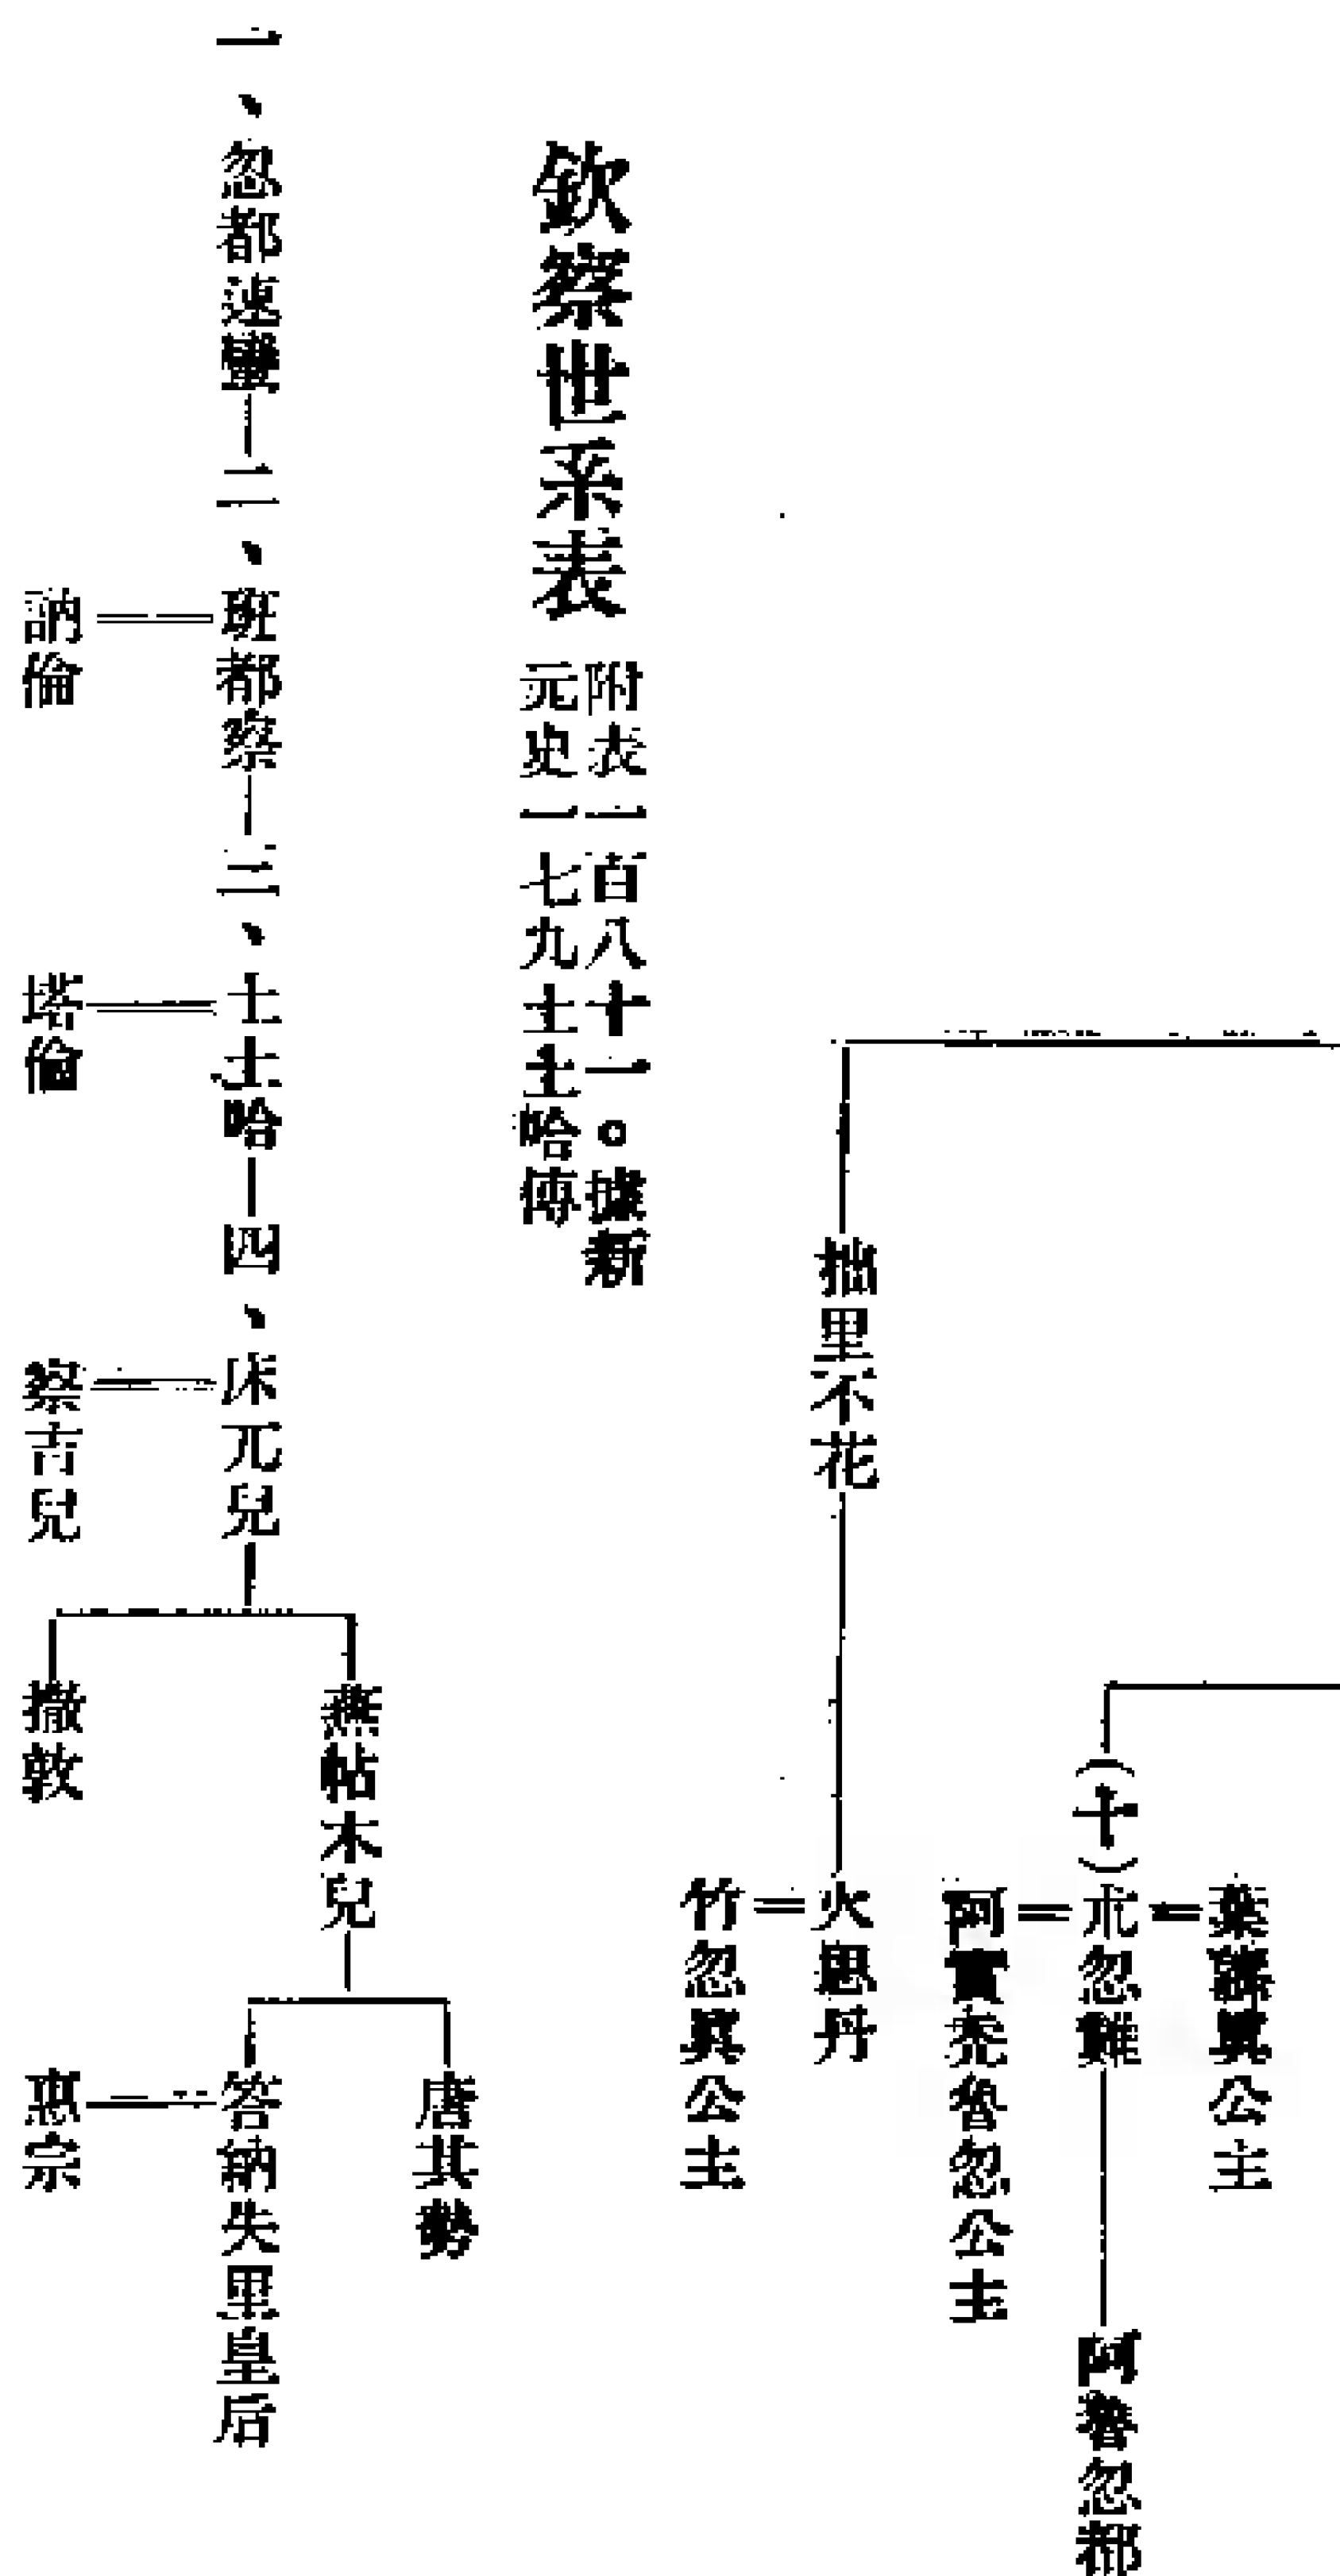 公主
(十)朮忽難
阿魯忽都
阿實禿魯忽公主
拙里不花
火思丹
竹忽眞公主
欽察世系表
附表一百八十一。據新
元史一七九土土哈傳
一、忽都速蠻—二、班都察—三、土土哈—四、床兀兒
訥倫
塔倫
察吉兒
燕帖木兒
撒敦
唐其勢
答納失里皇后
惠宗